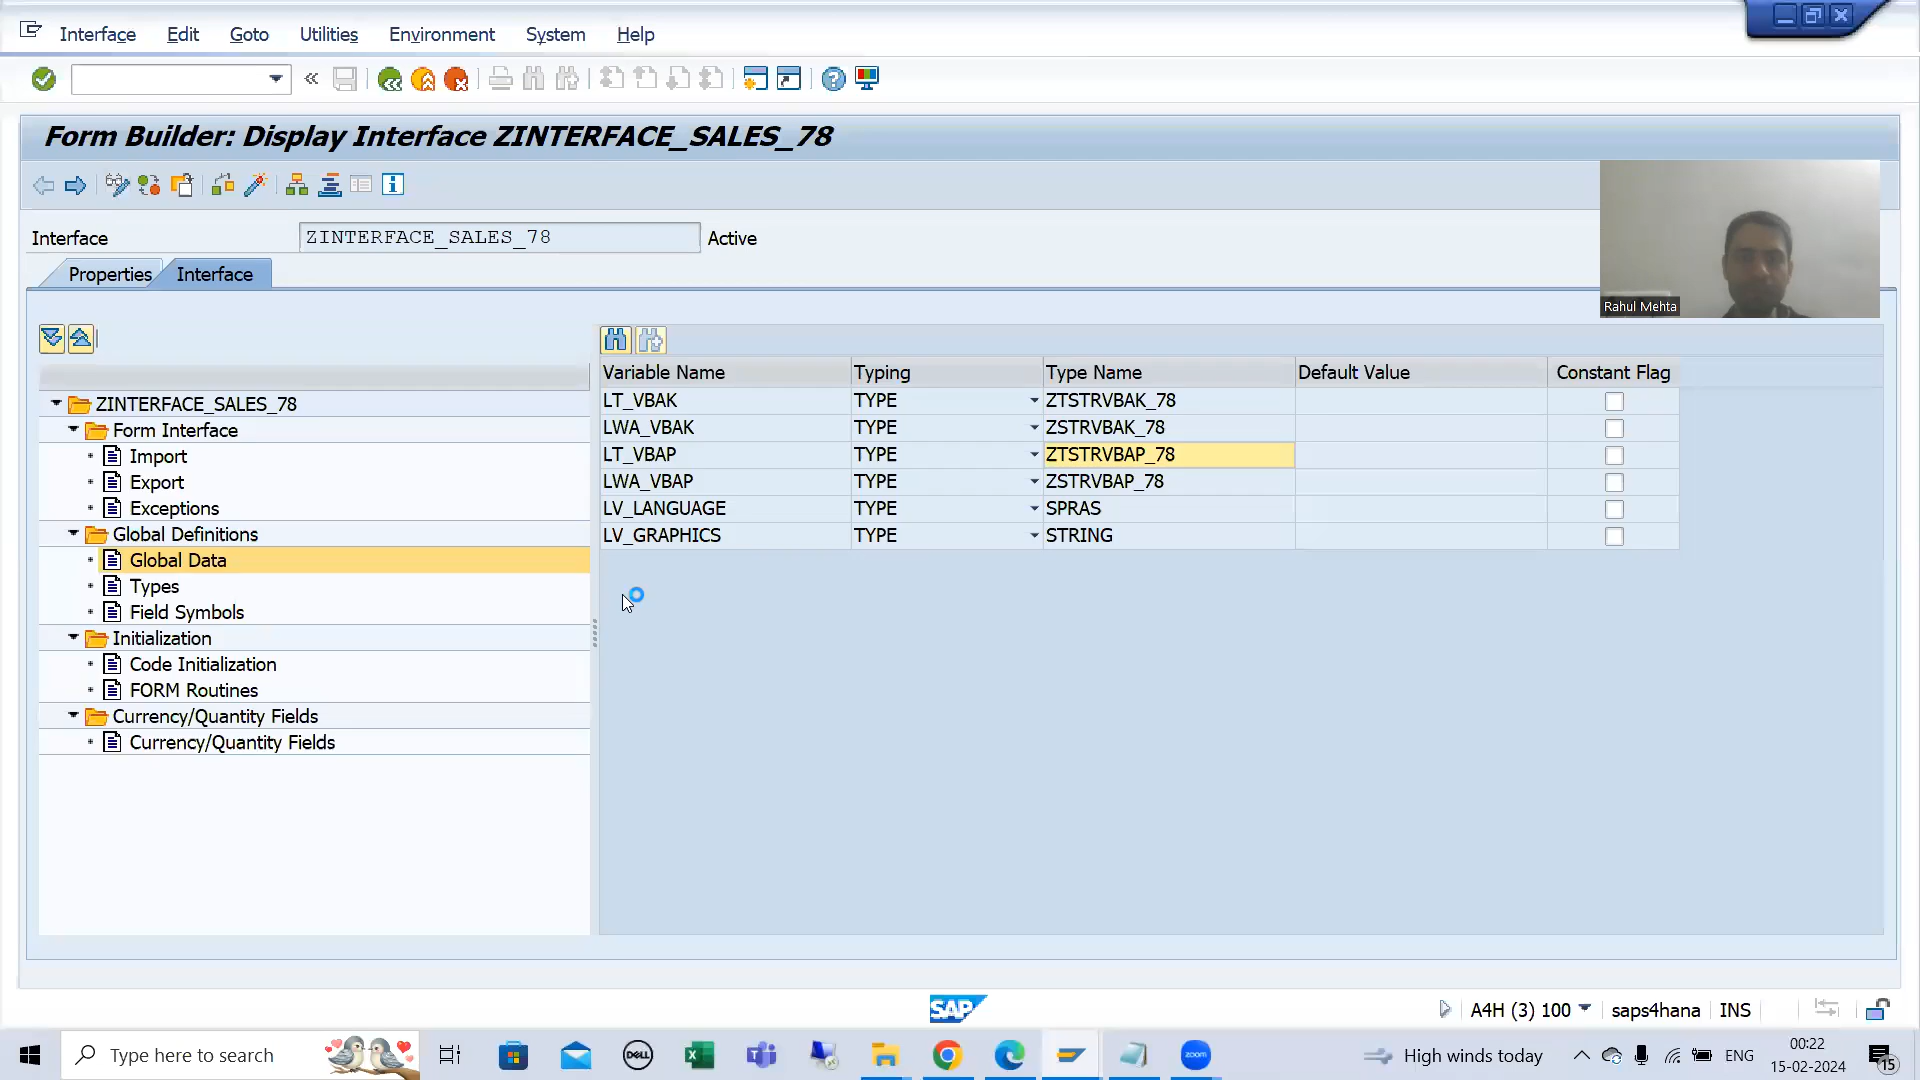 Interface Edit Goto Utilities Environment System Help
Form Builder: Display Interface ZINTERFACE_SALES_78
Interface ZINTERFACE_SALES_78 Active
Properties Interface
Rahul Mehta
ZINTERFACE_SALES_78
Form Interface
Import
Export
Exceptions
Global Definitions
Global Data
Types
Field Symbols
Initialization
Code Initialization
FORM Routines
Currency/Quantity Fields
Currency/Quantity Fields
Variable Name Typing Type Name Default Value Constant Flag
LT_VBAK TYPE ZTSTRVBAK_78
LWA_VBAK TYPE ZSTRVBAK_78
LT_VBAP TYPE ZTSTRVBAP_78
LWA_VBAP TYPE ZSTRVBAP_78
LV_LANGUAGE TYPE SPRAS
LV_GRAPHICS TYPE STRING
SAP
A4H (3) 100 saps4hana INS
Type here to search
DELL
zoom
High winds today
ENG
00:22
15-02-2024
15